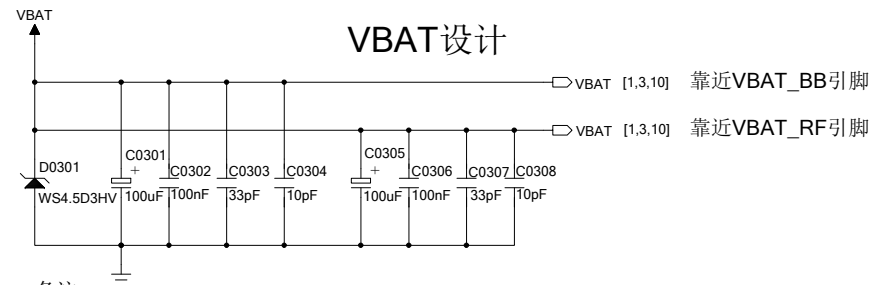 VBAT
VBAT设计
VBAT [1,3,10] 靠近VBAT_BB引脚
VBAT [1,3,10] 靠近VBAT_RF引脚
D0301
WS4.5D3HV
C0301
+
100uF
C0302
100nF
C0303
33pF
C0304
10pF
C0305
+
100uF
C0306
100nF
C0307
33pF
C0308
10pF